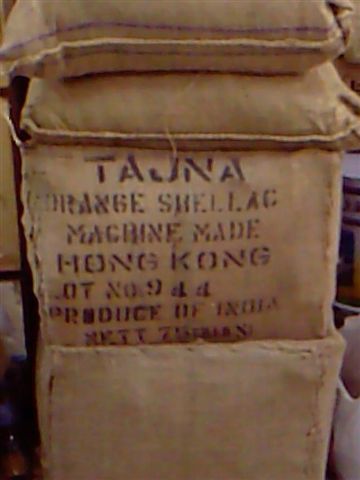 TAJNA
ORANGE SHELLAC
MACHINE MADE
HONG KONG
LOT NO. 944
PRODUCE OF INDIA
NETT